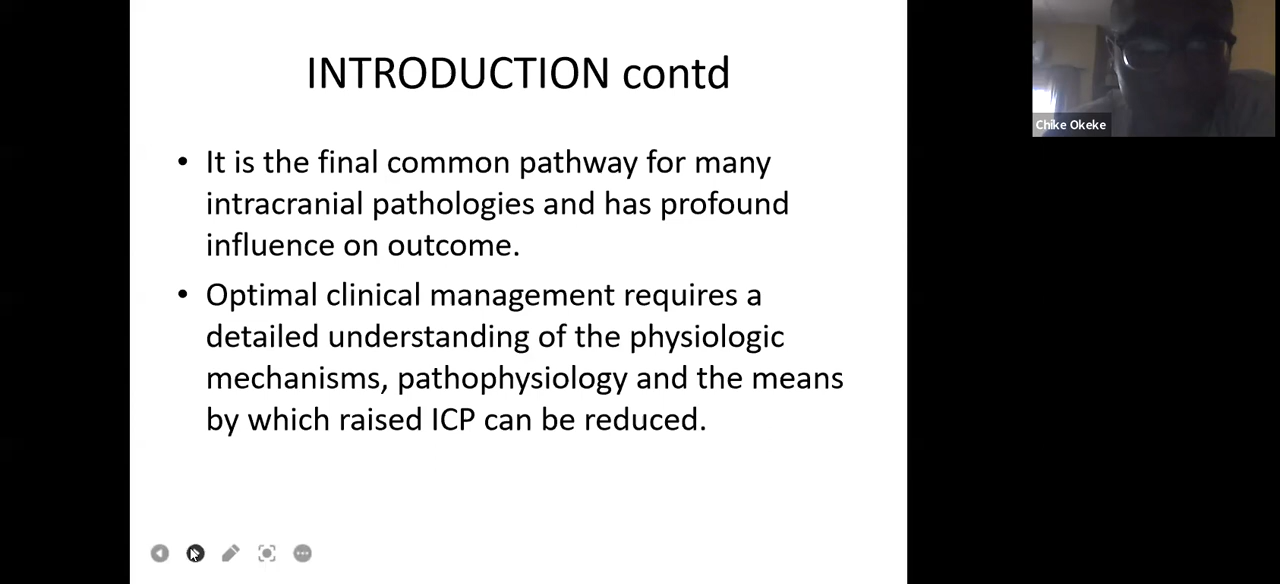 INTRODUCTION contd
• It is the final common pathway for many
intracranial pathologies and has profound
influence on outcome.
• Optimal clinical management requires a
detailed understanding of the physiologic
mechanisms, pathophysiology and the means
by which raised ICP can be reduced.
Chike Okeke